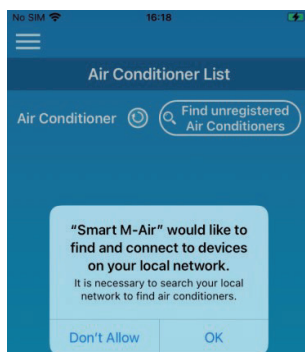 No SIM 16:18
Air Conditioner List
Air Conditioner Find unregistered
Air Conditioners
“Smart M-Air” would like to
find and connect to devices
on your local network.
It is necessary to search your local
network to find air conditioners.
Don't Allow OK